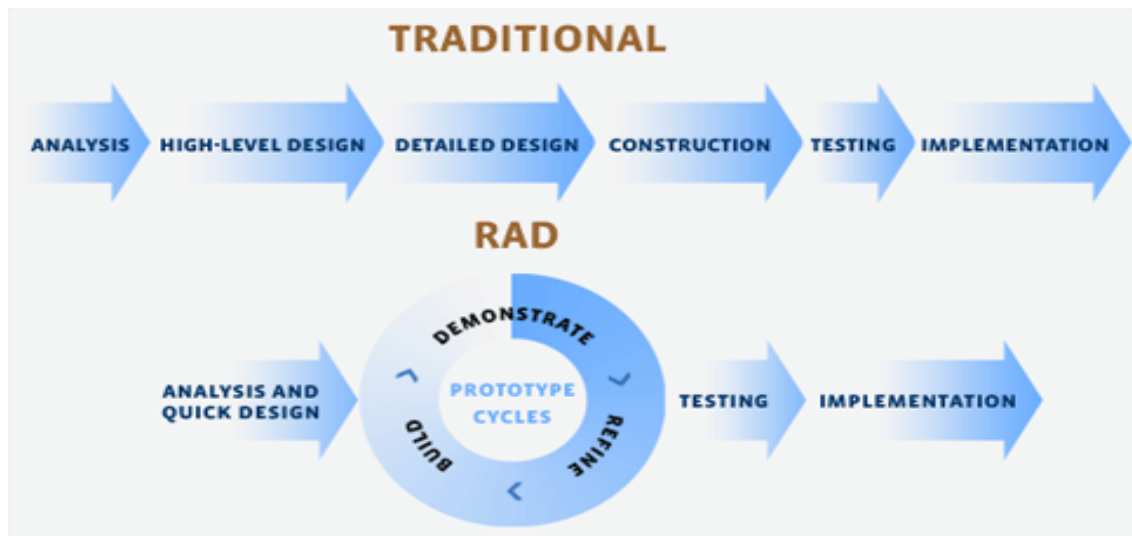 TRADITIONAL
ANALYSIS
HIGH-LEVEL DESIGN
DETAILED DESIGN
CONSTRUCTION
TESTING
IMPLEMENTATION
RAD
ANALYSIS AND
QUICK DESIGN
DEMONSTRATE
REFINE
BUILD
PROTOTYPE
CYCLES
TESTING
IMPLEMENTATION